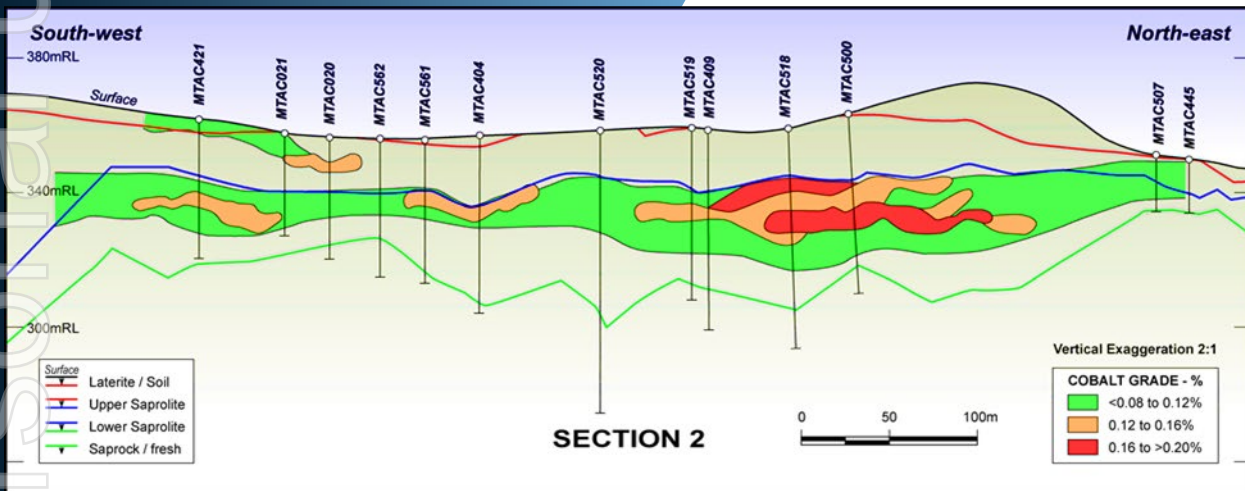 South-west
North-east
380mRL
Surface
MTAC421
MTAC021
MTAC020
MTAC562
MTAC561
MTAC404
MTAC520
MTAC519
MTAC409
MTAC518
MTAC500
MTAC507
MTAC445
340mRL
300mRL
Surface
Laterite / Soil
Upper Saprolite
Lower Saprolite
Saprock / fresh
SECTION 2
0 50 100m
Vertical Exaggeration 2:1
COBALT GRADE - %
<0.08 to 0.12%
0.12 to 0.16%
0.16 to >0.20%